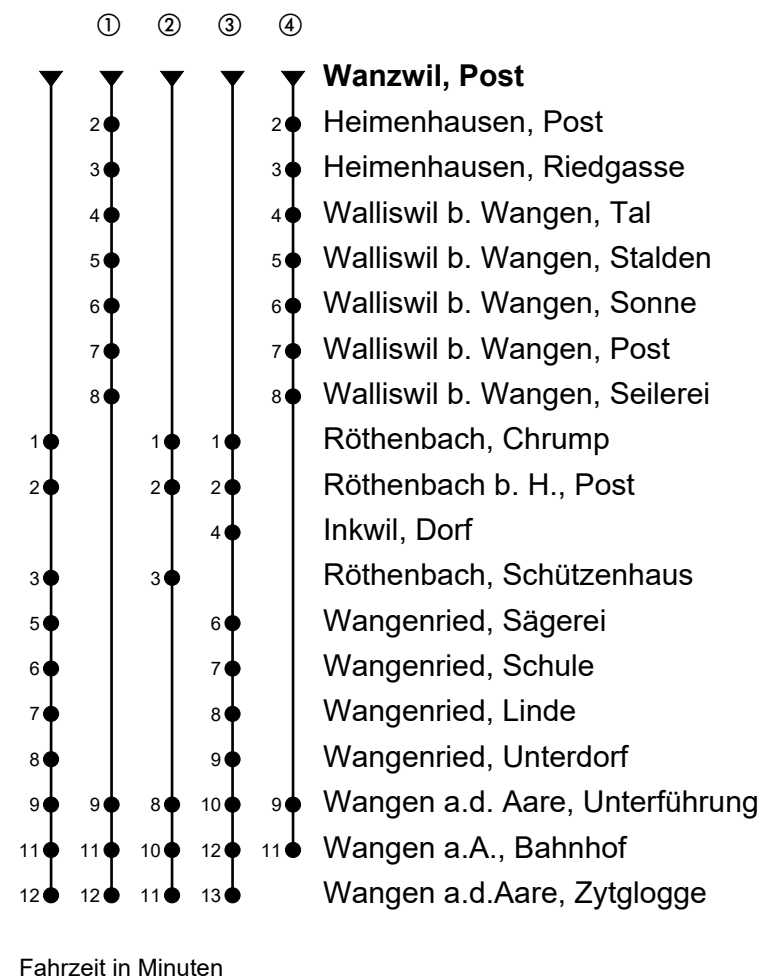 ① ② ③ ④
Wanzwil, Post
2 2 Heimenhausen, Post
3 3 Heimenhausen, Riedgasse
4 4 Walliswil b. Wangen, Tal
5 5 Walliswil b. Wangen, Stalden
6 6 Walliswil b. Wangen, Sonne
7 7 Walliswil b. Wangen, Post
8 8 Walliswil b. Wangen, Seilerei
1 1 1 Röthenbach, Chrump
2 2 2 Röthenbach b. H., Post
4 Inkwil, Dorf
3 3 Röthenbach, Schützenhaus
5 6 Wangenried, Sägerei
6 7 Wangenried, Schule
7 8 Wangenried, Linde
8 9 Wangenried, Unterdorf
9 9 8 10 9 Wangen a.d. Aare, Unterführung
11 11 10 12 11 Wangen a.A., Bahnhof
12 12 11 13 Wangen a.d.Aare, Zytglogge
Fahrzeit in Minuten